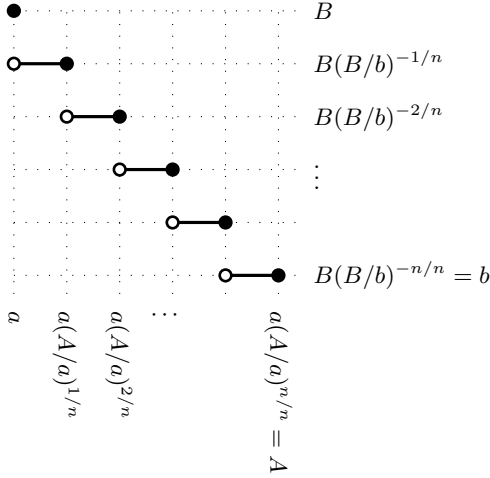 B
B(B/b)^{-1/n}
B(B/b)^{-2/n}
⋮
B(B/b)^{-n/n} = b
a
a(A/a)^{1/n}
a(A/a)^{2/n}
⋯
a(A/a)^{n/n} = A